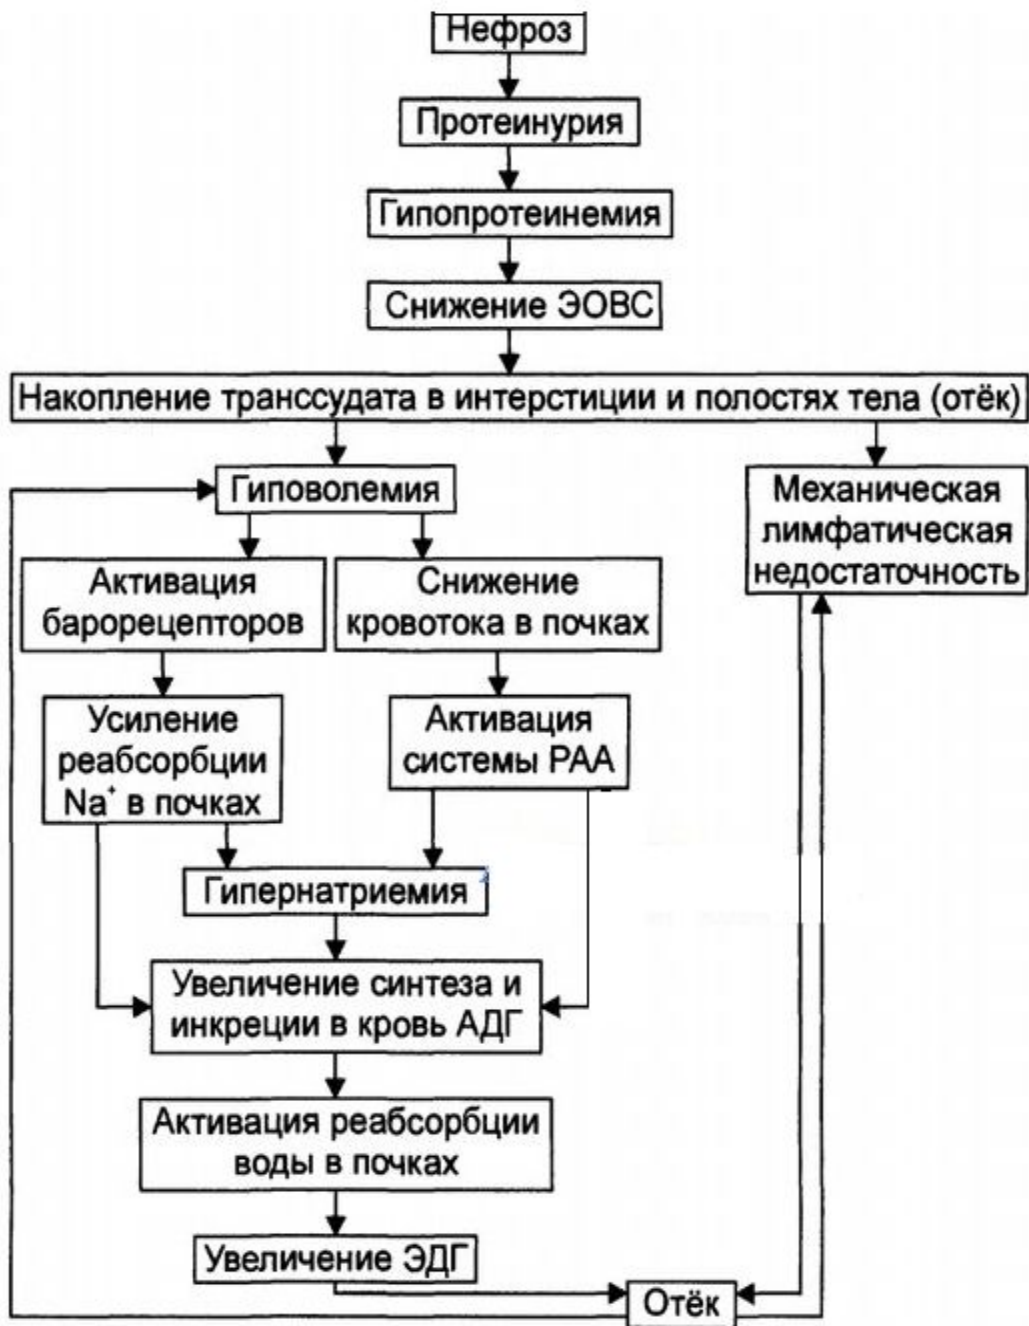 Нефроз
Протеинурия
Гипопротеинемия
Снижение ЭОВС
Накопление транссудата в интерстиции и полостях тела (отёк)
Гиповолемия
Механическая
лимфатическая
недостаточность
Активация
барорецепторов
Снижение
кровотока в почках
Усиление
реабсорбции
Na⁺ в почках
Активация
системы РАА
Гипернатриемия
Увеличение синтеза и
инкреции в кровь АДГ
Активация реабсорбции
воды в почках
Увеличение ЭДГ
Отёк